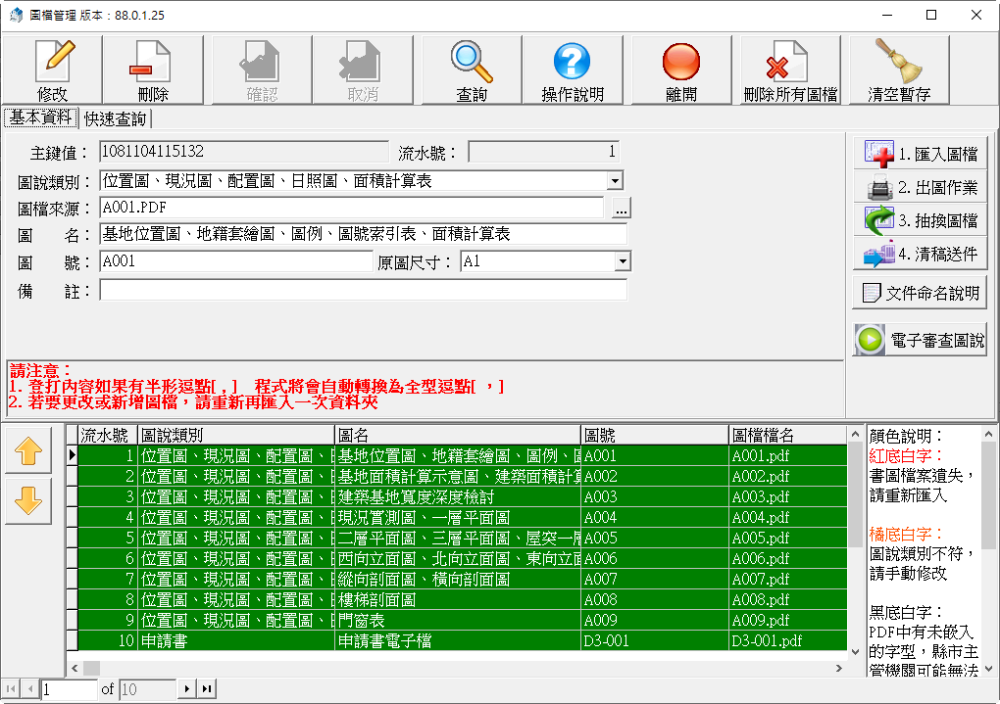 圖檔管理 版本：88.0.1.25
修改 刪除 確認 取消 查詢 操作說明 離開 刪除所有圖檔 清空暫存
基本資料 快速查詢
主鍵值： 1081104115132 流水號： 1
圖說類別： 位置圖、現況圖、配置圖、日照圖、面積計算表
圖檔來源： A001.PDF ...
圖 名： 基地位置圖、地籍套繪圖、圖例、圖號索引表、面積計算表
圖 號： A001 原圖尺寸： A1
備 註：
1. 匯入圖檔
2. 出圖作業
3. 抽換圖檔
4. 清稿送件
文件命名說明
電子審查圖說
請注意：
1. 登打內容如果有半形逗點[ , ] 程式將會自動轉換為全型逗點[ ，]
2. 若要更改或新增圖檔，請重新再匯入一次資料夾
流水號 圖說類別 圖名 圖號 圖檔檔名
1 位置圖、現況圖、配置圖、 基地位置圖、地籍套繪圖、圖例、 A001 A001.pdf
2 位置圖、現況圖、配置圖、 基地面積計算示意圖、建築面積計 A002 A002.pdf
3 位置圖、現況圖、配置圖、 建築基地寬度深度檢討 A003 A003.pdf
4 位置圖、現況圖、配置圖、 現況實測圖、一層平面圖 A004 A004.pdf
5 位置圖、現況圖、配置圖、 二層平面圖、三層平面圖、屋突一 A005 A005.pdf
6 位置圖、現況圖、配置圖、 西向立面圖、北向立面圖、東向立面 A006 A006.pdf
7 位置圖、現況圖、配置圖、 縱向剖面圖、橫向剖面圖 A007 A007.pdf
8 位置圖、現況圖、配置圖、 樓梯剖面圖 A008 A008.pdf
9 位置圖、現況圖、配置圖、 門窗表 A009 A009.pdf
10 申請書 申請書電子檔 D3-001 D3-001.pdf
顏色說明：
紅底白字：
書圖檔案遺失，
請重新匯入
橘底白字：
圖說類別不符，
請手動修改
黑底白字：
PDF中有未嵌入
的字型，縣市主
管機關可能無法
1 of 10